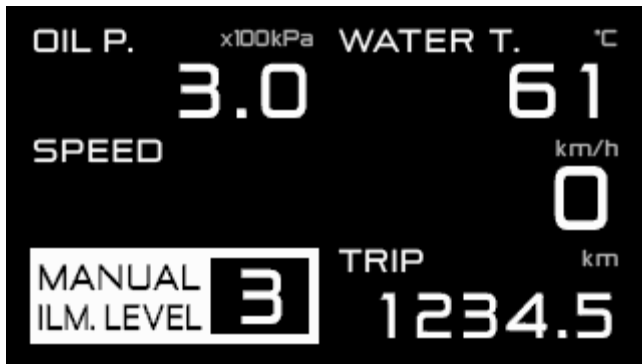 OIL P. x100kPa WATER T. °C
3.0 61
SPEED km/h
0
MANUAL ILM. LEVEL 3
TRIP km
1234.5